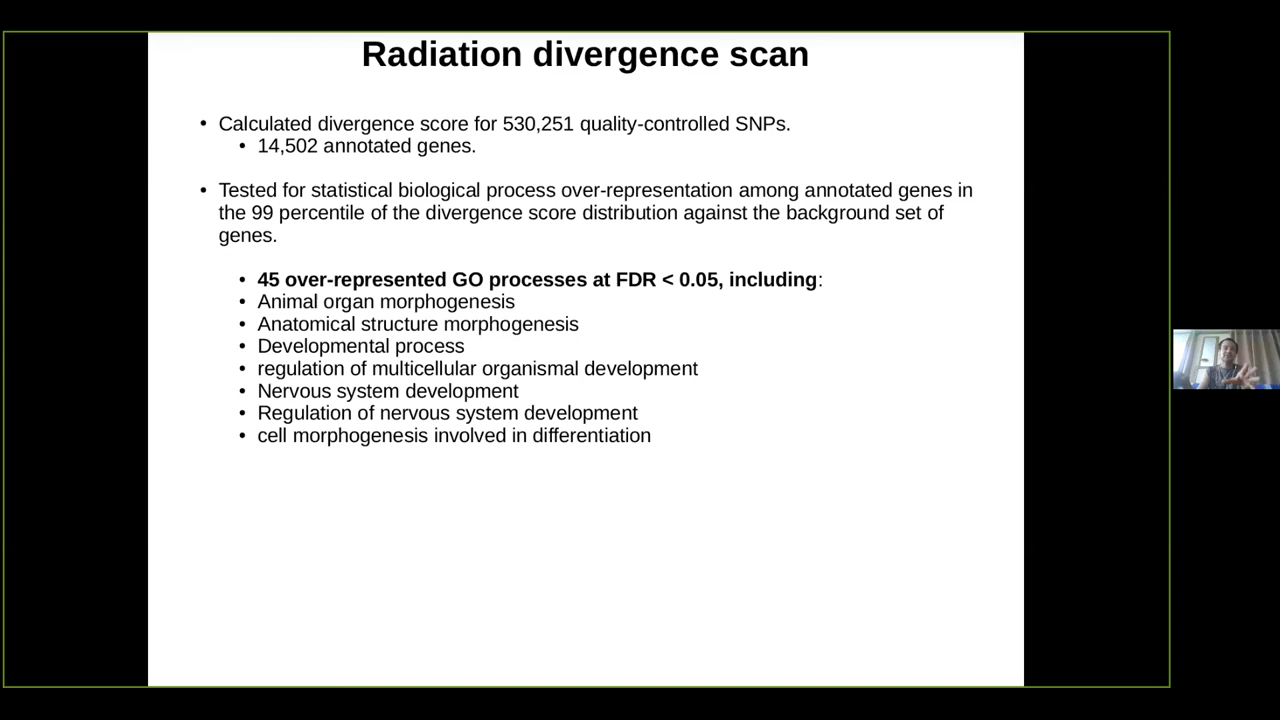 Radiation divergence scan
• Calculated divergence score for 530,251 quality-controlled SNPs.
• 14,502 annotated genes.
• Tested for statistical biological process over-representation among annotated genes in
the 99 percentile of the divergence score distribution against the background set of
genes.
• 45 over-represented GO processes at FDR < 0.05, including:
• Animal organ morphogenesis
• Anatomical structure morphogenesis
• Developmental process
• regulation of multicellular organismal development
• Nervous system development
• Regulation of nervous system development
• cell morphogenesis involved in differentiation